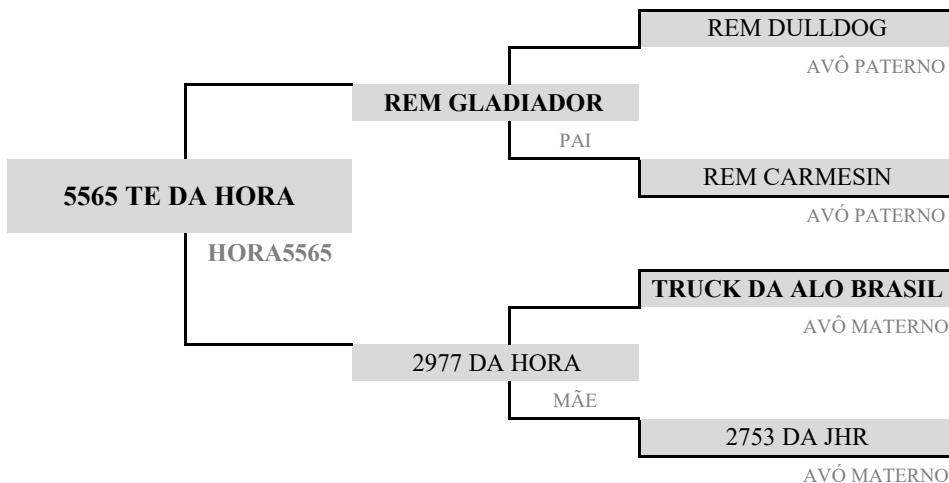 REM DULLDOG
AVÔ PATERNO
REM GLADIADOR
PAI
REM CARMESIN
AVÓ PATERNO
5565 TE DA HORA
HORA5565
TRUCK DA ALO BRASIL
AVÔ MATERNO
2977 DA HORA
MÃE
2753 DA JHR
AVÓ MATERNO